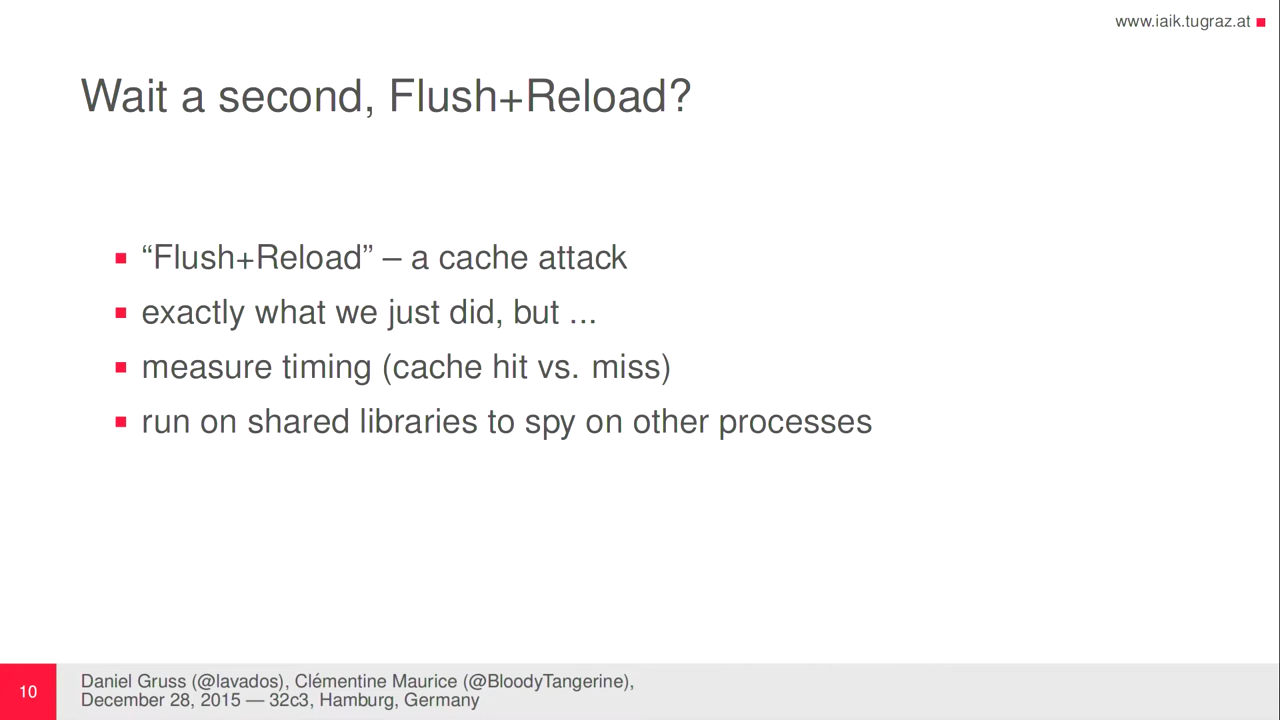 www.iaik.tugraz.at
Wait a second, Flush+Reload?
“Flush+Reload” – a cache attack
exactly what we just did, but ...
measure timing (cache hit vs. miss)
run on shared libraries to spy on other processes
10
Daniel Gruss (@lavados), Clémentine Maurice (@BloodyTangerine),
December 28, 2015 — 32c3, Hamburg, Germany